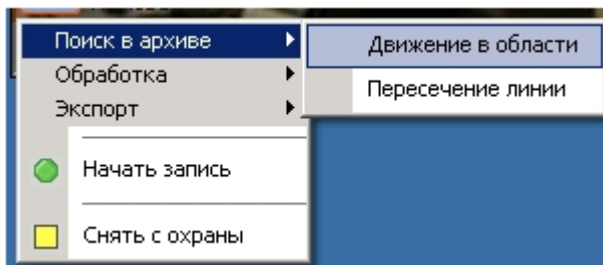 Поиск в архиве
Обработка
Экспорт
Начать запись
Снять с охраны
Движение в области
Пересечение линии